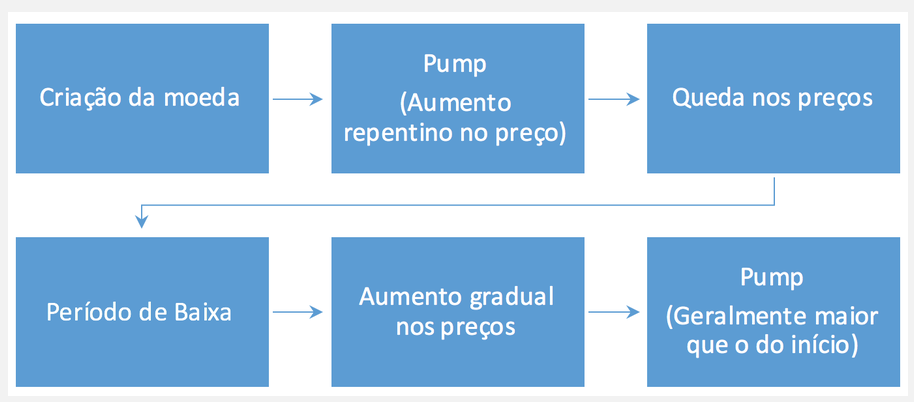 Criação da moeda
Pump
(Aumento
repentino no preço)
Queda nos preços
Período de Baixa
Aumento gradual
nos preços
Pump
(Geralmente maior
que o do início)